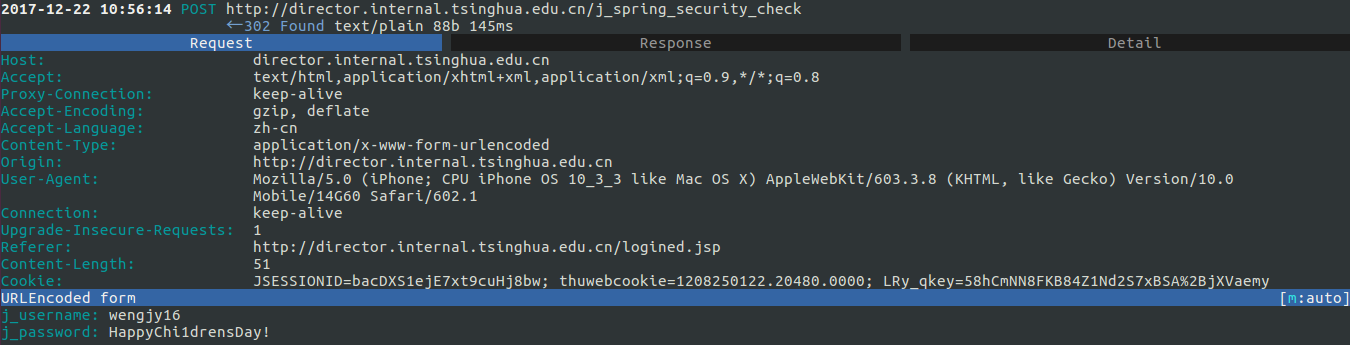 2017-12-22 10:56:14 POST http://director.internal.tsinghua.edu.cn/j_spring_security_check
←302 Found text/plain 88b 145ms
Request Response Detail
Host: director.internal.tsinghua.edu.cn
Accept: text/html,application/xhtml+xml,application/xml;q=0.9,*/*;q=0.8
Proxy-Connection: keep-alive
Accept-Encoding: gzip, deflate
Accept-Language: zh-cn
Content-Type: application/x-www-form-urlencoded
Origin: http://director.internal.tsinghua.edu.cn
User-Agent: Mozilla/5.0 (iPhone; CPU iPhone OS 10_3_3 like Mac OS X) AppleWebKit/603.3.8 (KHTML, like Gecko) Version/10.0
Mobile/14G60 Safari/602.1
Connection: keep-alive
Upgrade-Insecure-Requests: 1
Referer: http://director.internal.tsinghua.edu.cn/logined.jsp
Content-Length: 51
Cookie: JSESSIONID=bacDXS1ejE7xt9cuHj8bw; thuwebcookie=1208250122.20480.0000; LRy_qkey=58hCmNN8FKB84Z1Nd2S7xBSA%2BjXVaemy
URLEncoded form [m:auto]
j_username: wengjy16
j_password: HappyChi1drensDay!